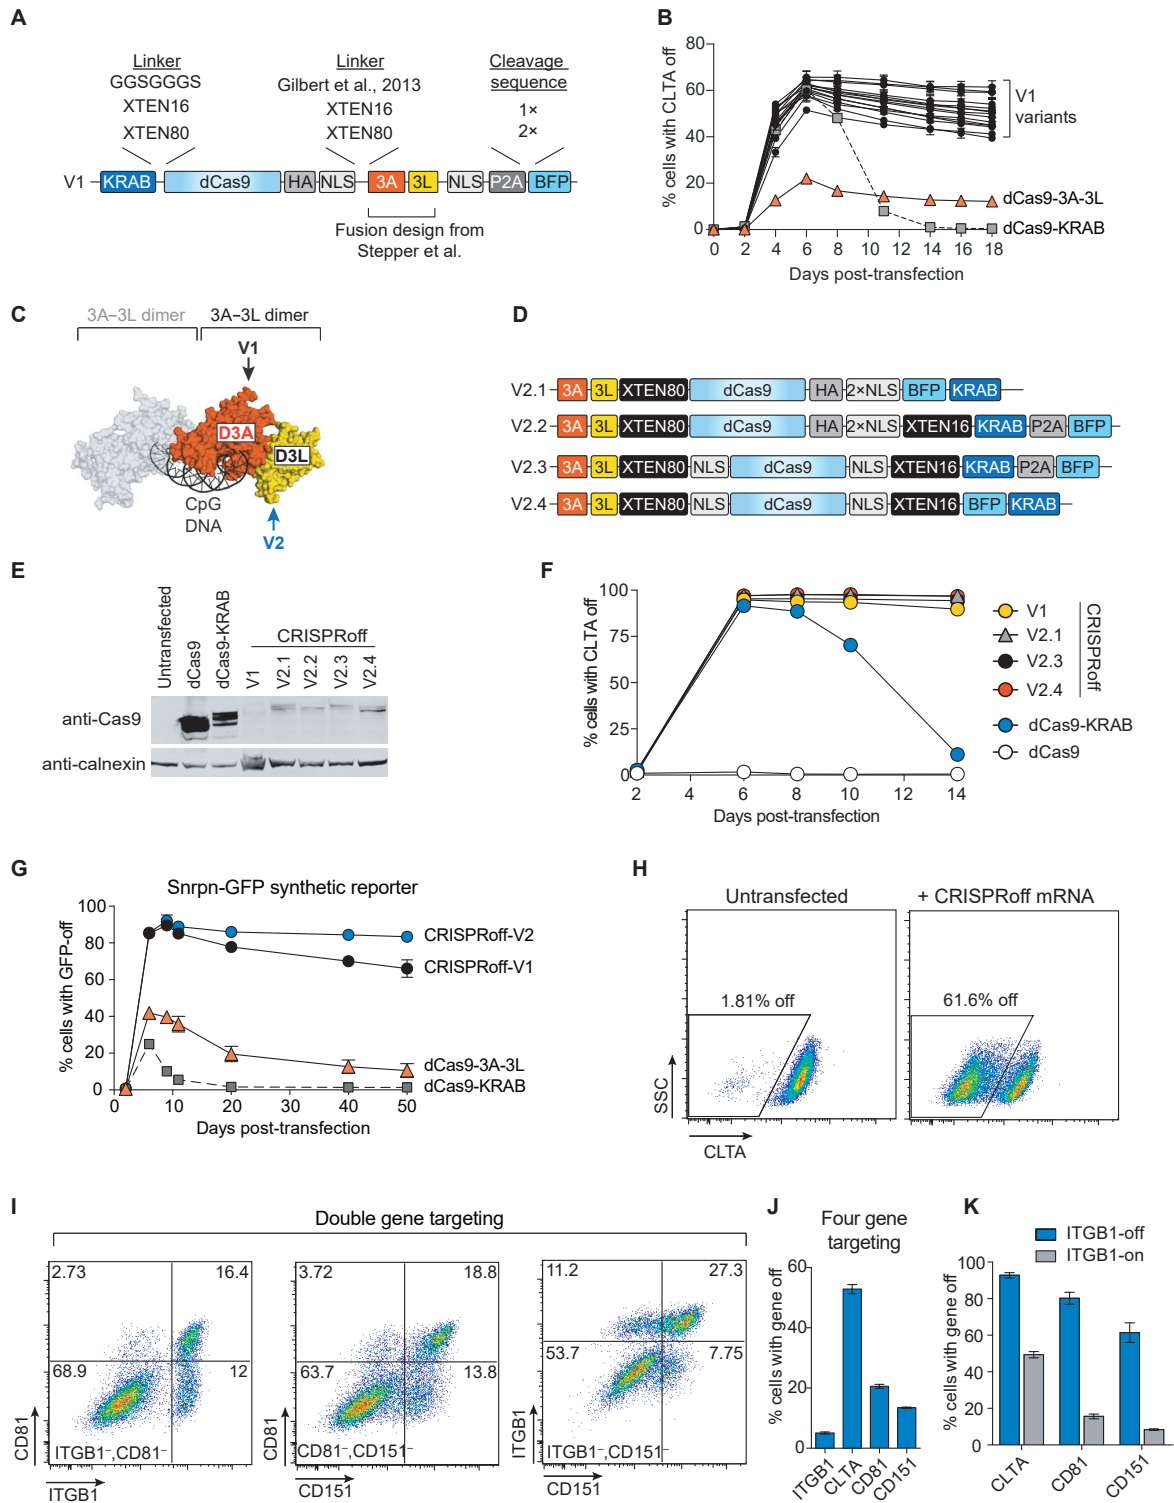 A
Linker
GGSGGGS
XTEN16
XTEN80
Linker
Gilbert et al., 2013
XTEN16
XTEN80
Cleavage
sequence
1×
2×
V1
KRAB
dCas9
HA
NLS
3A
3L
NLS
P2A
BFP
Fusion design from
Stepper et al.
B
% cells with CLTA off
80
60
40
20
0
0 2 4 6 8 10 12 14 16 18
Days post-transfection
V1
variants
dCas9-3A-3L
dCas9-KRAB
C
3A–3L dimer
3A–3L dimer
V1
D3A
D3L
CpG
DNA
V2
D
V2.1 3A 3L XTEN80 dCas9 HA 2×NLS BFP KRAB
V2.2 3A 3L XTEN80 dCas9 HA 2×NLS XTEN16 KRAB P2A BFP
V2.3 3A 3L XTEN80 NLS dCas9 NLS XTEN16 KRAB P2A BFP
V2.4 3A 3L XTEN80 NLS dCas9 NLS XTEN16 BFP KRAB
E
Untransfected
dCas9
dCas9-KRAB
CRISPRoff
V1
V2.1
V2.2
V2.3
V2.4
anti-Cas9
anti-calnexin
F
% cells with CLTA off
100
75
50
25
0
2 4 6 8 10 12 14
Days post-transfection
V1
V2.1
V2.3
V2.4
CRISPRoff
dCas9-KRAB
dCas9
G
Snrpn-GFP synthetic reporter
% cells with GFP-off
100
80
60
40
20
0
0 10 20 30 40 50
Days post-transfection
CRISPRoff-V2
CRISPRoff-V1
dCas9-3A-3L
dCas9-KRAB
H
Untransfected
+ CRISPRoff mRNA
1.81% off
61.6% off
SSC
CLTA
I
Double gene targeting
2.73
16.4
68.9
12
ITGB1⁻,CD81⁻
CD81
ITGB1
3.72
18.8
63.7
13.8
CD81⁻,CD151⁻
CD81
CD151
11.2
27.3
53.7
7.75
ITGB1⁻,CD151⁻
ITGB1
CD151
J
Four gene
targeting
% cells with gene off
60
40
20
0
ITGB1
CLTA
CD81
CD151
K
ITGB1-off
ITGB1-on
% cells with gene off
100
80
60
40
20
0
CLTA
CD81
CD151